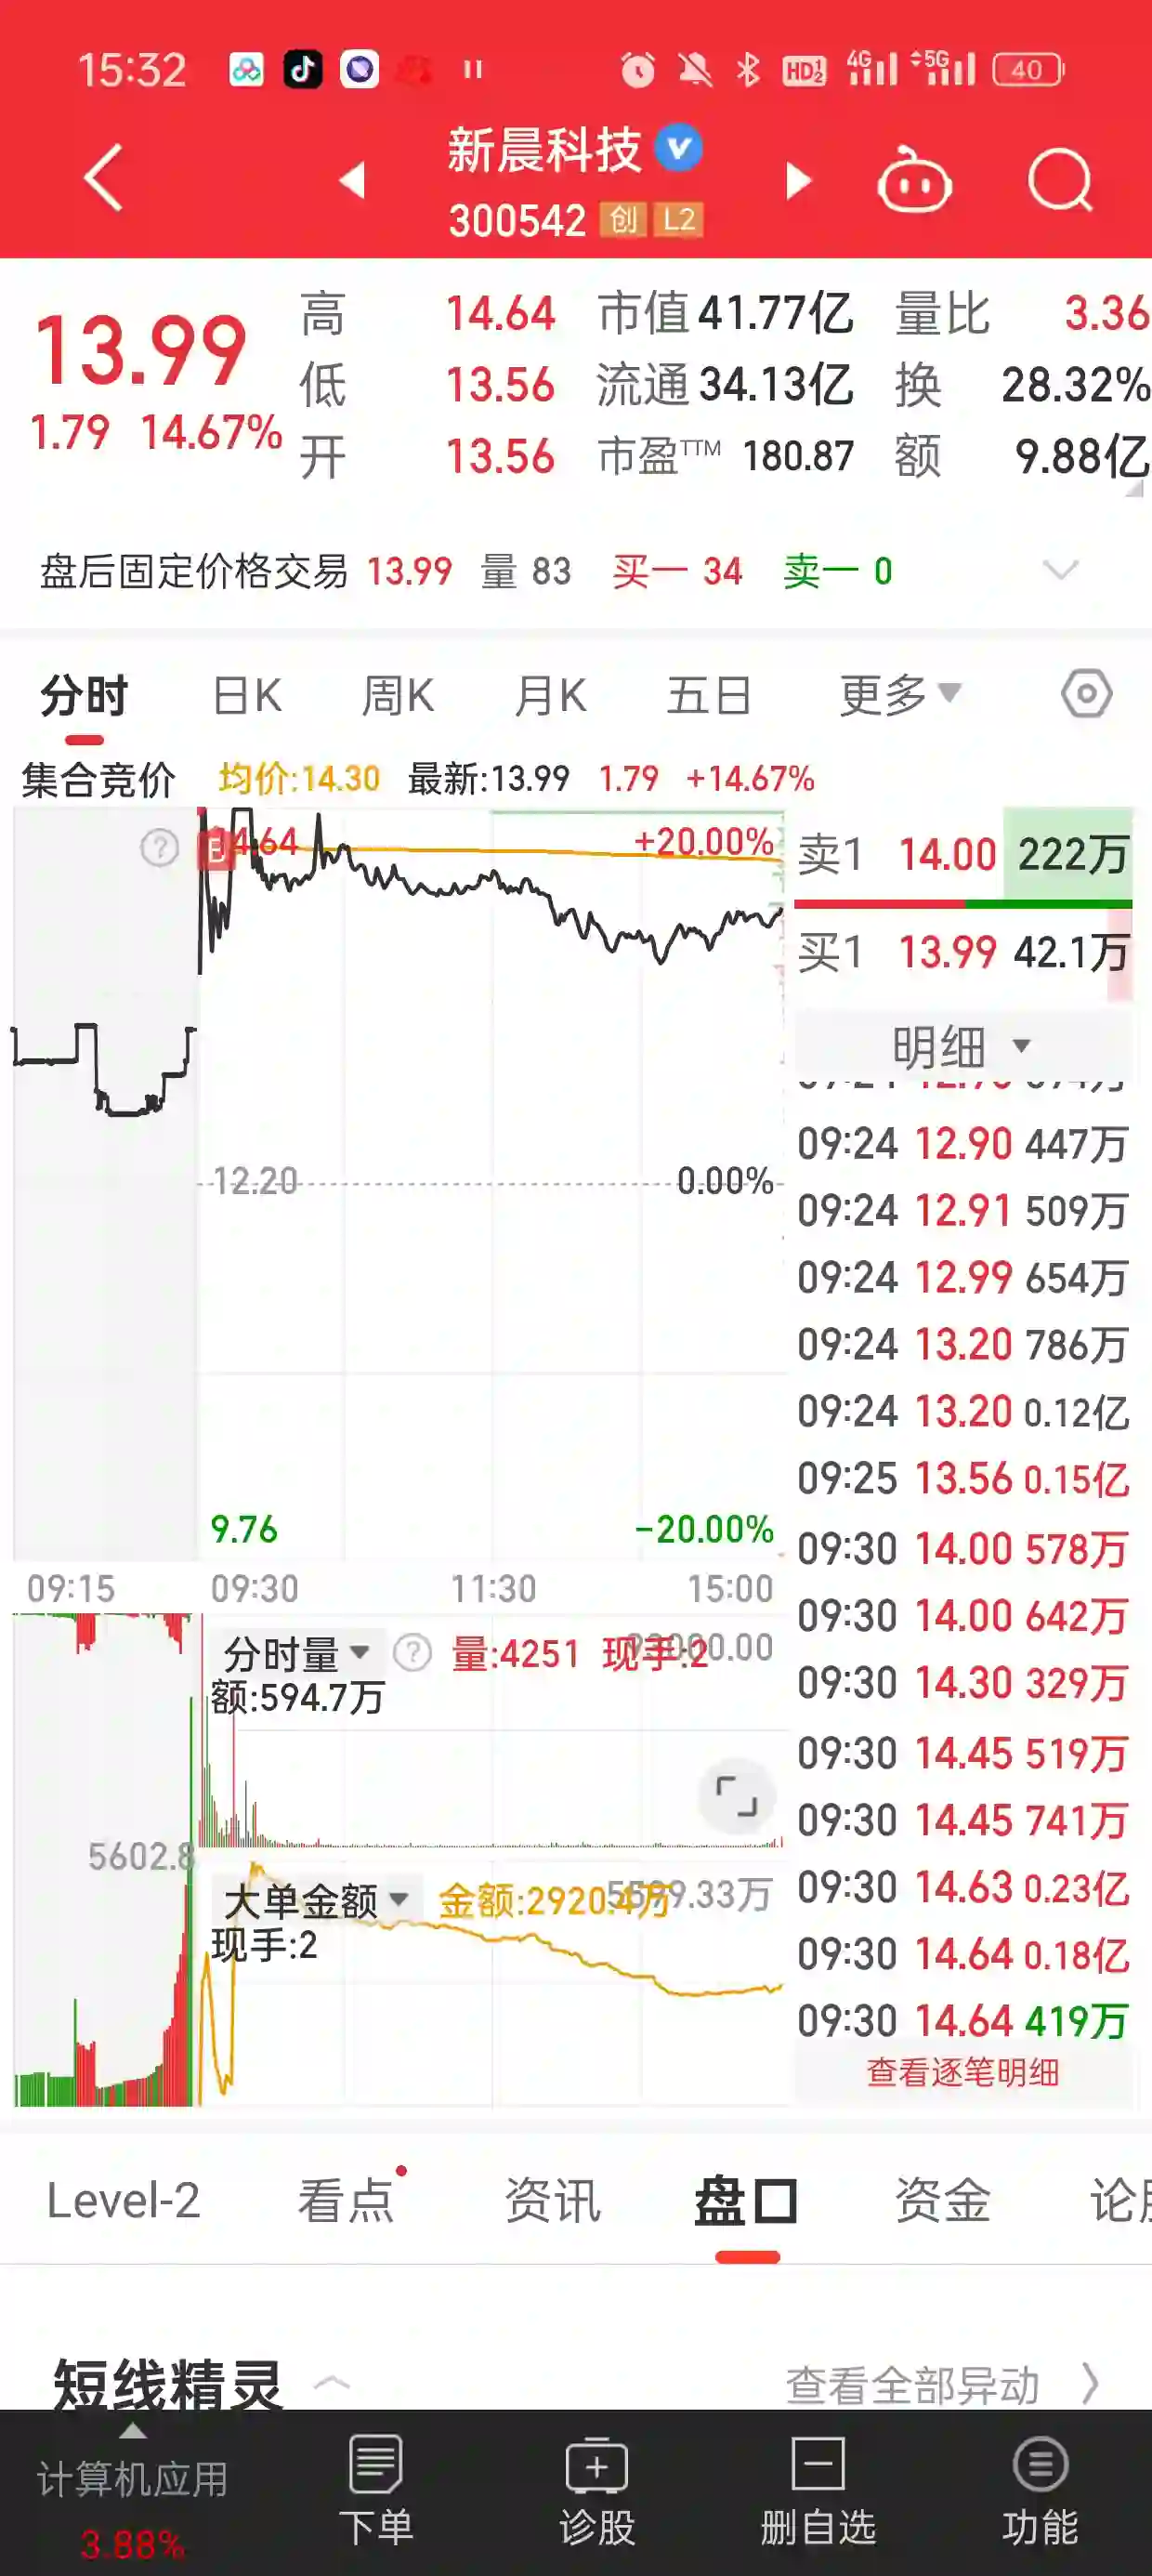 15:32 HD 1 2 4G 5G 40
新晨科技
300542 创 L2
13.99
1.79 14.67%
高 14.64 市值 41.77亿 量比 3.36
低 13.56 流通 34.13亿 换 28.32%
开 13.56 市盈TTM 180.87 额 9.88亿
盘后固定价格交易 13.99 量 83 买一 34 卖一 0
分时 日K 周K 月K 五日 更多
集合竞价 均价:14.30 最新:13.99 1.79 +14.67%
E 14.64 +20.00%
12.20 0.00%
9.76 -20.00%
09:15 09:30 11:30 15:00
卖1 14.00 222万
买1 13.99 42.1万
明细
09:24 12.90 447万
09:24 12.91 509万
09:24 12.99 654万
09:24 13.20 786万
09:24 13.20 0.12亿
09:25 13.56 0.15亿
09:30 14.00 578万
09:30 14.00 642万
09:30 14.30 329万
09:30 14.45 519万
09:30 14.45 741万
09:30 14.63 0.23亿
09:30 14.64 0.18亿
09:30 14.64 419万
查看逐笔明细
分时量 ? 量:4251 现手:2
额:594.7万
5602.8
大单金额 金额:2920.4万
现手:2
Level-2 看点 资讯 盘口 资金 论
短线精灵 查看全部异动
计算机应用
3.88%
下单 诊股 删自选 功能